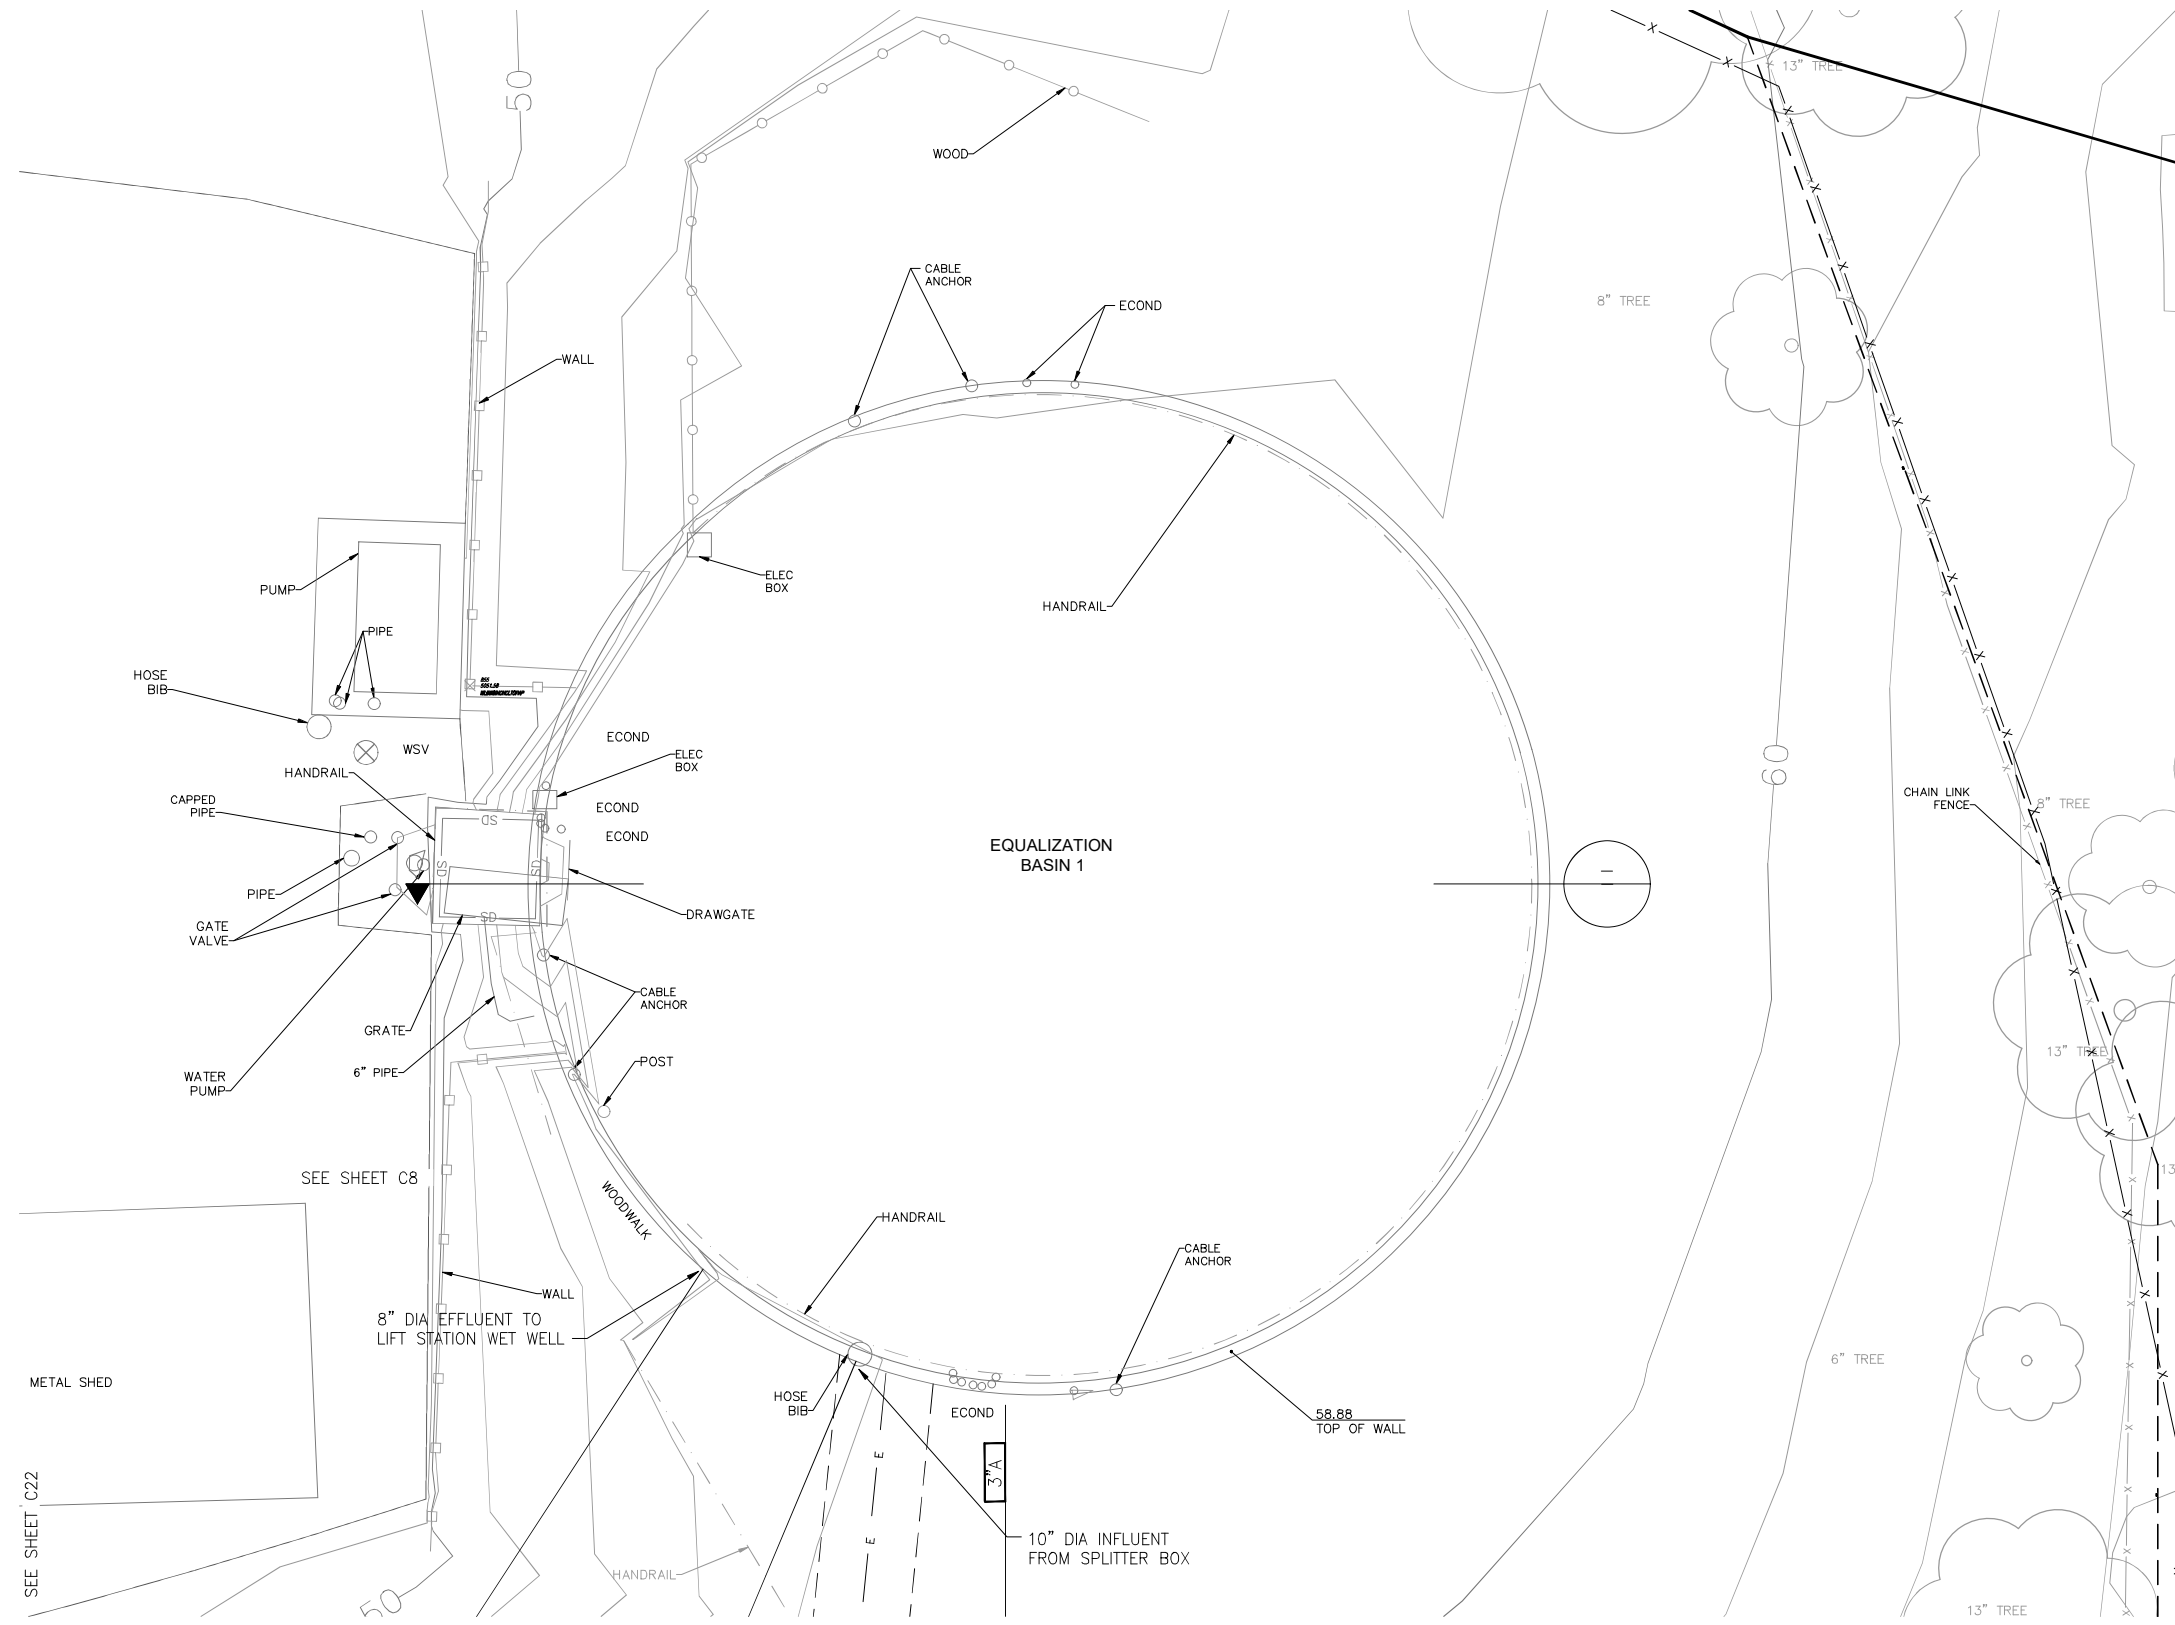 50
13" TREE
WOOD
CABLE
ANCHOR
8" TREE
ECOND
WALL
ELEC
BOX
PUMP
HANDRAIL
PIPE
HOSE
BIB
855
5051.50
ECOND
WSV
ELEC
BOX
60
HANDRAIL
CAPPED
PIPE
CHAIN LINK
FENCE
8" TREE
ECOND
SD
ECOND
EQUALIZATION
BASIN 1
SD
SD
PIPE
DRAWGATE
SD
GATE
VALVE
CABLE
ANCHOR
GRATE
13" TREE
POST
6" PIPE
WATER
PUMP
SEE SHEET C8
13
WOODWALK
HANDRAIL
CABLE
ANCHOR
WALL
8" DIA EFFLUENT TO
LIFT STATION WET WELL
6" TREE
METAL SHED
HOSE
BIB
ECOND
58.88
TOP OF WALL
E
3"A
SEE SHEET C22
E
10" DIA INFLUENT
FROM SPLITTER BOX
HANDRAIL
50
13" TREE